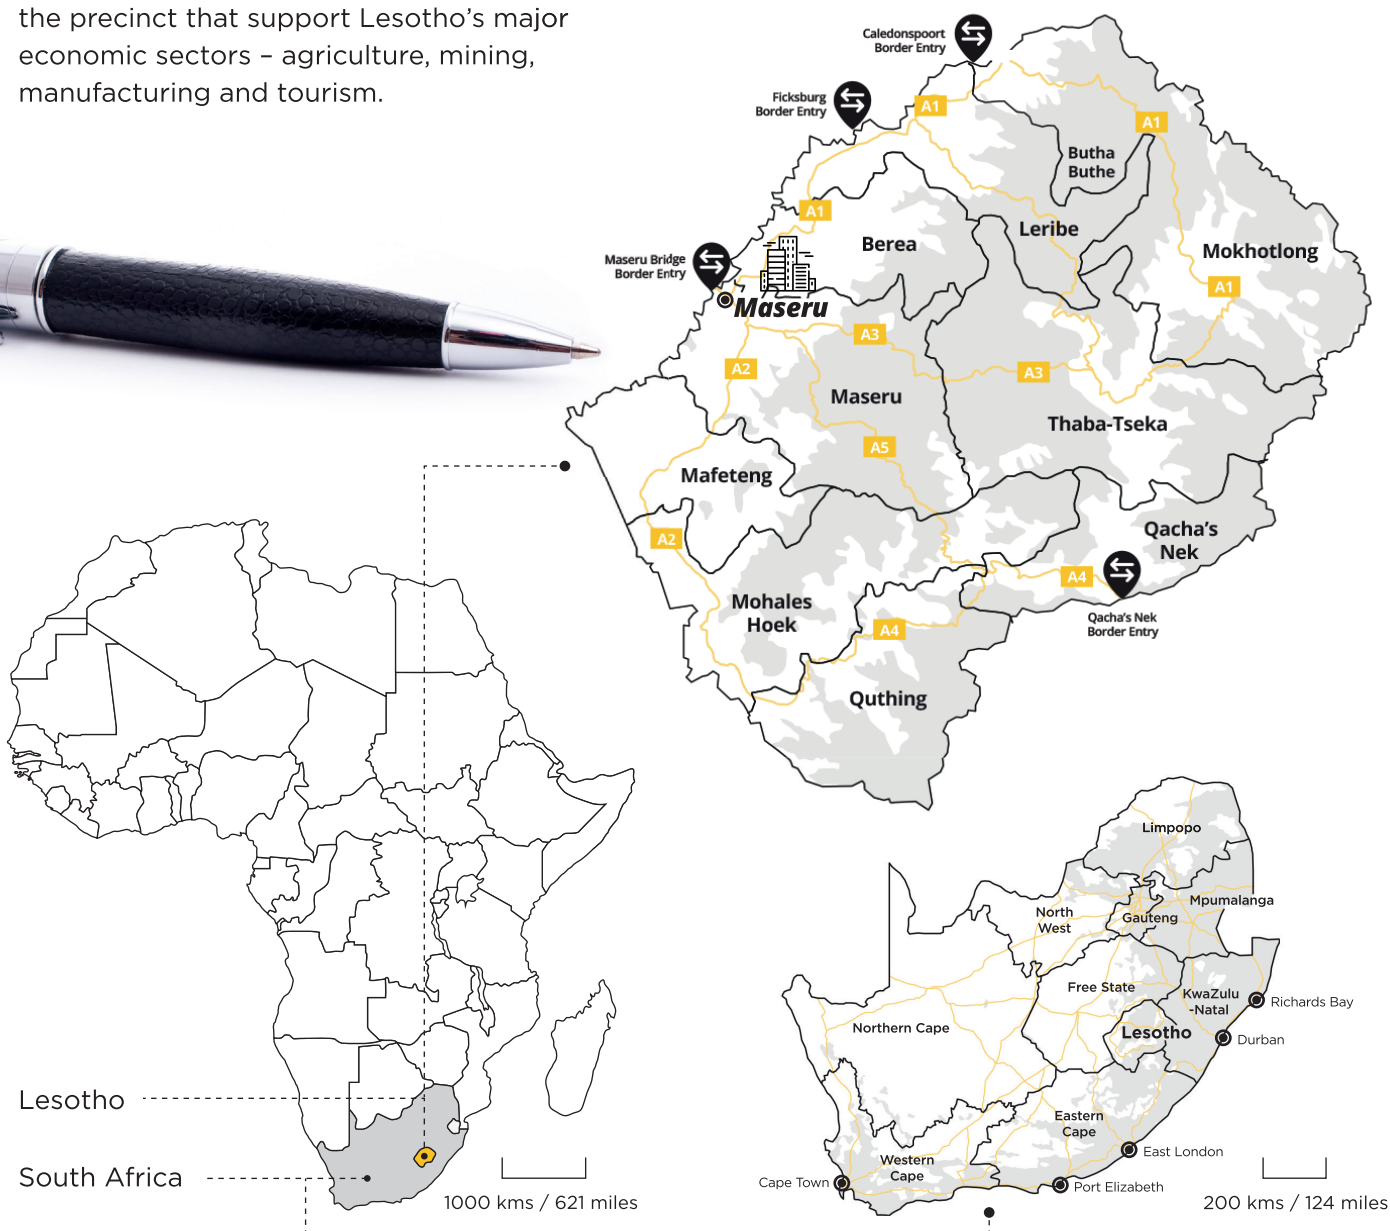 the precinct that support Lesotho’s major
economic sectors – agriculture, mining,
manufacturing and tourism.
Caledonspoort
Border Entry
Ficksburg
Border Entry
A1
A1
Butha
Buthe
A1
Leribe
Berea
Mokhotlong
Maseru Bridge
Border Entry
A1
Maseru
A3
A2
A3
Maseru
Thaba-Tseka
A5
Mafeteng
Qacha’s
Nek
A2
A4
Mohales
Hoek
A4
Qacha’s Nek
Border Entry
Quthing
Limpopo
Mpumalanga
North
West
Gauteng
Free State
KwaZulu
-Natal
Richards Bay
Northern Cape
Lesotho
Durban
Eastern
Cape
East London
Western
Cape
Cape Town
Port Elizabeth
200 kms / 124 miles
Lesotho
South Africa
1000 kms / 621 miles